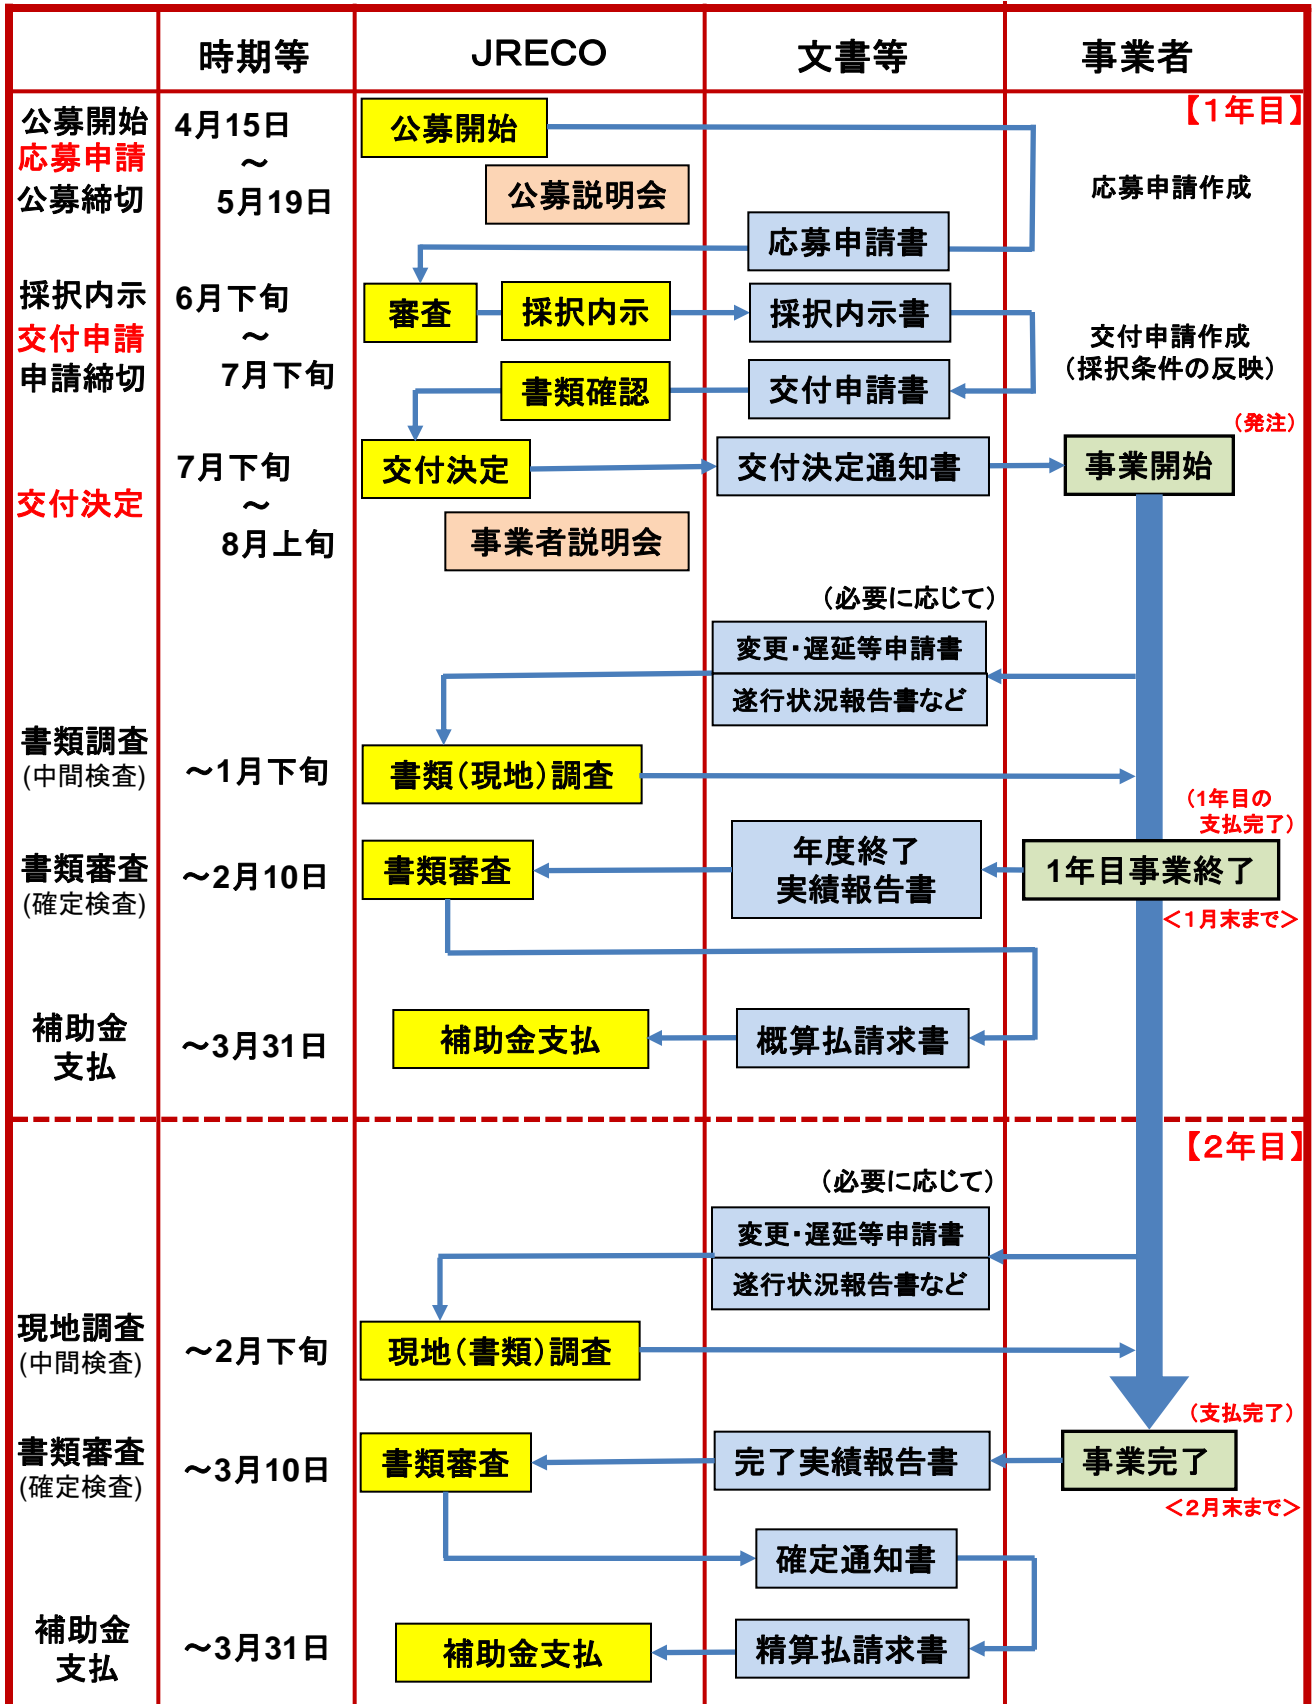 時期等
JRECO
文書等
事業者
【1年目】
公募開始
応募申請
公募締切
4月15日
～
5月19日
公募開始
公募説明会
応募申請作成
応募申請書
採択内示
交付申請
申請締切
6月下旬
～
7月下旬
審査
採択内示
採択内示書
交付申請作成
(採択条件の反映)
書類確認
交付申請書
(発注)
交付決定
7月下旬
～
8月上旬
交付決定
交付決定通知書
事業開始
事業者説明会
(必要に応じて)
変更・遅延等申請書
遂行状況報告書など
書類調査
(中間検査)
～1月下旬
書類(現地)調査
(1年目の
支払完了)
書類審査
(確定検査)
～2月10日
書類審査
年度終了
実績報告書
1年目事業終了
＜1月末まで＞
補助金
支払
～3月31日
補助金支払
概算払請求書
【2年目】
(必要に応じて)
変更・遅延等申請書
遂行状況報告書など
現地調査
(中間検査)
～2月下旬
現地(書類)調査
(支払完了)
書類審査
(確定検査)
～3月10日
書類審査
完了実績報告書
事業完了
＜2月末まで＞
確定通知書
補助金
支払
～3月31日
補助金支払
精算払請求書